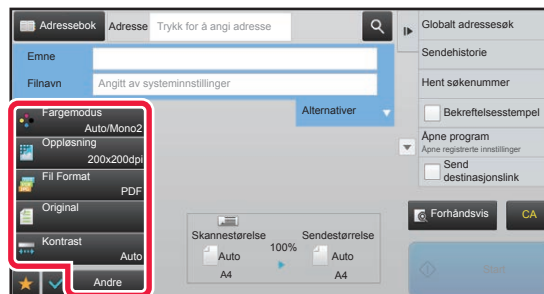 Adressebok
Adresse
Trykk for å angi adresse
Globalt adressesøk
Emne
Sendehistorie
Filnavn
Angitt av systeminnstillinger
Hent søkenummer
Alternativer
Bekreftelsesstempel
Fargemodus
Auto/Mono2
Oppløsning
200x200dpi
Åpne program
Åpne registrerte innstillinger
Send
destinasjonslink
Fil Format
PDF
Original
Forhåndsvis
CA
Kontrast
Auto
Skannestørelse
100%
Sendestørrelse
Auto
Auto
A4
A4
Andre
Start